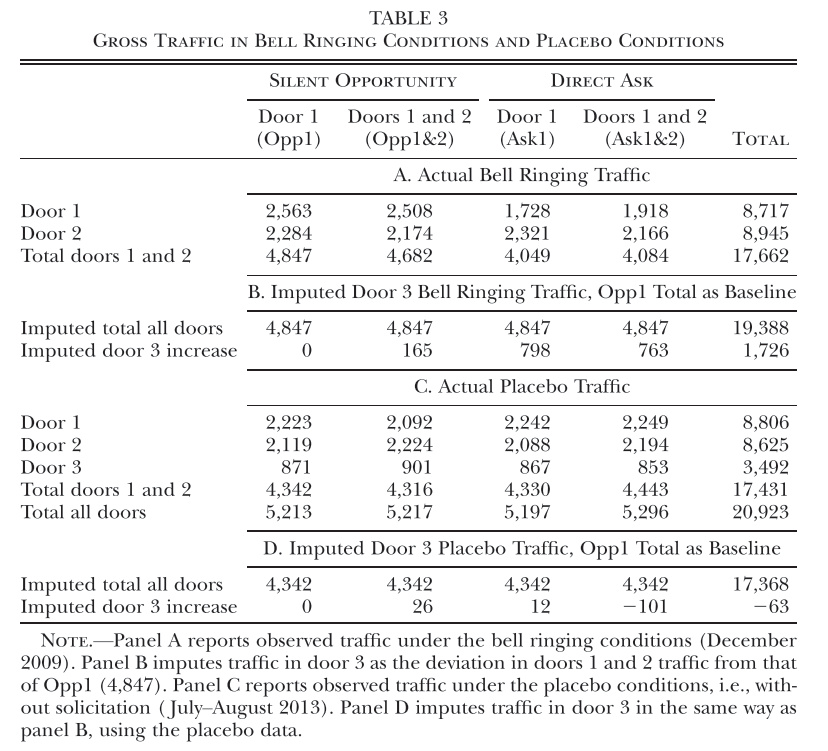 TABLE 3
Gross Traffic in Bell Ringing Conditions and Placebo Conditions
Silent Opportunity Direct Ask
Door 1 Doors 1 and 2 Door 1 Doors 1 and 2
(Opp1) (Opp1&2) (Ask1) (Ask1&2) Total
A. Actual Bell Ringing Traffic
Door 1 2,563 2,508 1,728 1,918 8,717
Door 2 2,284 2,174 2,321 2,166 8,945
Total doors 1 and 2 4,847 4,682 4,049 4,084 17,662
B. Imputed Door 3 Bell Ringing Traffic, Opp1 Total as Baseline
Imputed total all doors 4,847 4,847 4,847 4,847 19,388
Imputed door 3 increase 0 165 798 763 1,726
C. Actual Placebo Traffic
Door 1 2,223 2,092 2,242 2,249 8,806
Door 2 2,119 2,224 2,088 2,194 8,625
Door 3 871 901 867 853 3,492
Total doors 1 and 2 4,342 4,316 4,330 4,443 17,431
Total all doors 5,213 5,217 5,197 5,296 20,923
D. Imputed Door 3 Placebo Traffic, Opp1 Total as Baseline
Imputed total all doors 4,342 4,342 4,342 4,342 17,368
Imputed door 3 increase 0 26 12 −101 −63
Note.—Panel A reports observed traffic under the bell ringing conditions (December
2009). Panel B imputes traffic in door 3 as the deviation in doors 1 and 2 traffic from that
of Opp1 (4,847). Panel C reports observed traffic under the placebo conditions, i.e., with-
out solicitation (July–August 2013). Panel D imputes traffic in door 3 in the same way as
panel B, using the placebo data.